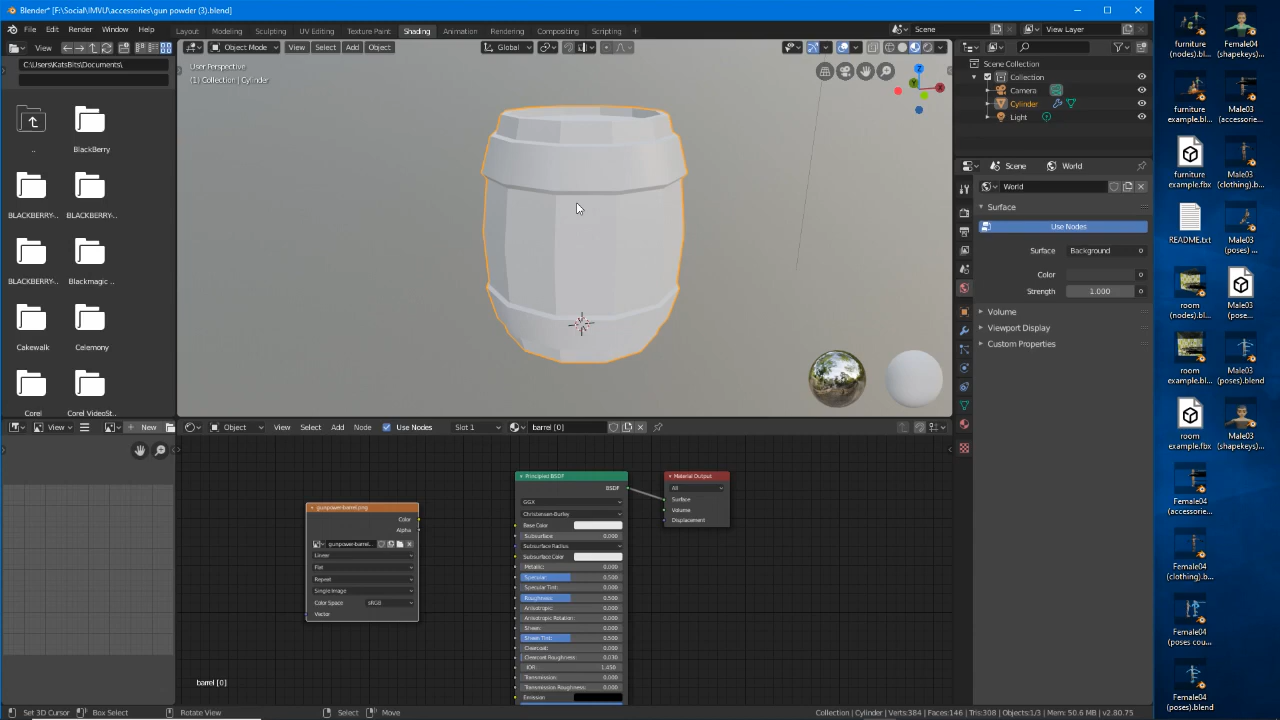 Blender* [F:\Social\IMVU\accessories\gun powder (3).blend]
File Edit Render Window Help Layout Modeling Sculpting UV Editing Texture Paint Shading Animation Rendering Compositing Scripting Scene View Layer
View Object Mode View Select Add Object Global
C:\Users\KatsBits\Documents\
..
BlackBerry
BLACKBERRY-..
BLACKBERRY-..
BLACKBERRY-..
Blackmagic ..
Cakewalk
Celemony
Corel
Corel VideoSt..
User Perspective
(1) Collection | Cylinder
X
Y
Z
Scene Collection
Collection
Camera
Cylinder
Light
Scene World
World
Surface
Use Nodes
Surface Background
Color
Strength 1.000
Volume
Viewport Display
Custom Properties
View New Object View Select Add Node Use Nodes Slot 1 barrel [0]
gunpower-barrel.png
Color
Alpha
gunpower-barrel...
Linear
Flat
Repeat
Single Image
Color Space sRGB
Vector
Principled BSDF
BSDF
GGX
Christensen-Burley
Base Color
Subsurface 0.000
Subsurface Radius
Subsurface Color
Metallic 0.000
Specular 0.500
Specular Tint: 0.000
Roughness 0.500
Anisotropic 0.000
Anisotropic Rotation: 0.000
Sheen: 0.000
Sheen Tint: 0.500
Clearcoat: 0.000
Clearcoat Roughness: 0.030
IOR: 1.450
Transmission: 0.000
Transmission Roughness: 0.000
Emission
Material Output
All
Surface
Volume
Displacement
barrel [0]
Set 3D Cursor Box Select Rotate View Select Move Collection | Cylinder | Verts:384 | Faces:146 | Tris:308 | Objects:1/3 | Mem: 50.6 MB | v2.80.75
furniture
(nodes).bl...
Female04
(shapekeys)...
furniture
example.bl...
Male03
(accessorie...
furniture
example.fbx
Male03
(clothing).bl...
README.txt
Male03
(poses) ...
room
(nodes).bl...
Male03
(pose...
room
example.bl...
Male03
(poses).blend
room
example.fbx
Male03
(shapekeys)...
Female04
(accessorie...
Female04
(clothing).bl...
Female04
(poses cou...
Female04
(poses).blend